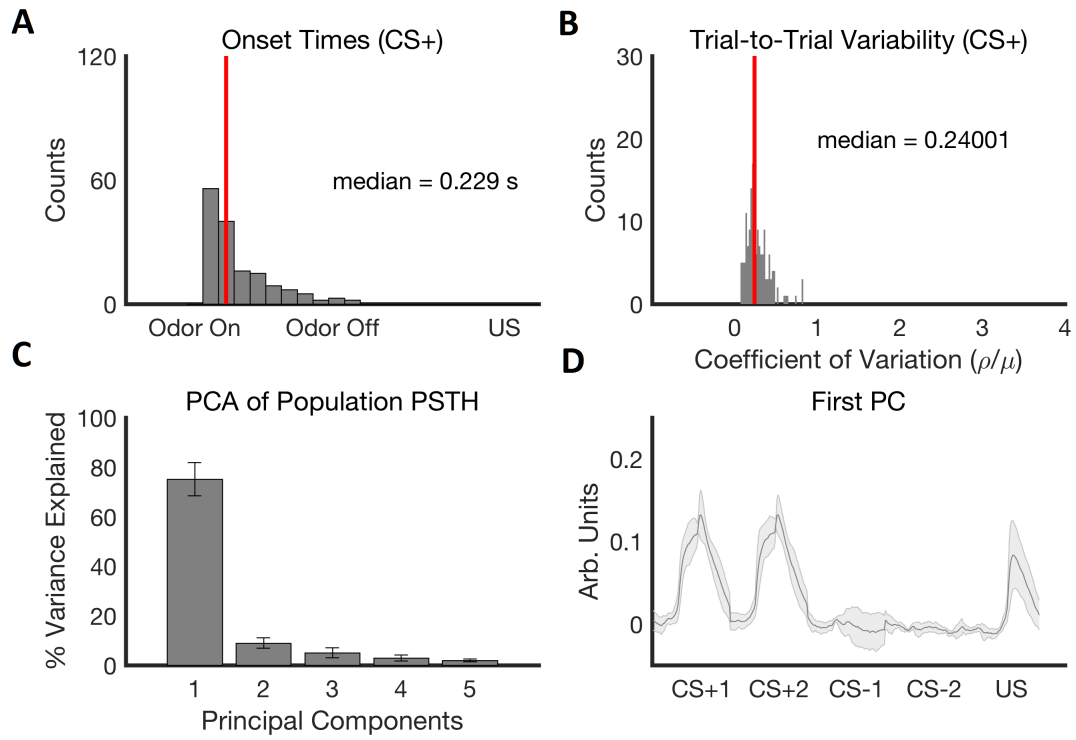 A
Onset Times (CS+)
120
60
0
Counts
median = 0.229 s
Odor On
Odor Off
US
B
Trial-to-Trial Variability (CS+)
30
20
10
0
Counts
median = 0.24001
0
1
2
3
4
Coefficient of Variation (ρ/μ)
C
PCA of Population PSTH
100
80
60
40
20
0
% Variance Explained
1
2
3
4
5
Principal Components
D
First PC
0.2
0.1
0
Arb. Units
CS+1
CS+2
CS-1
CS-2
US